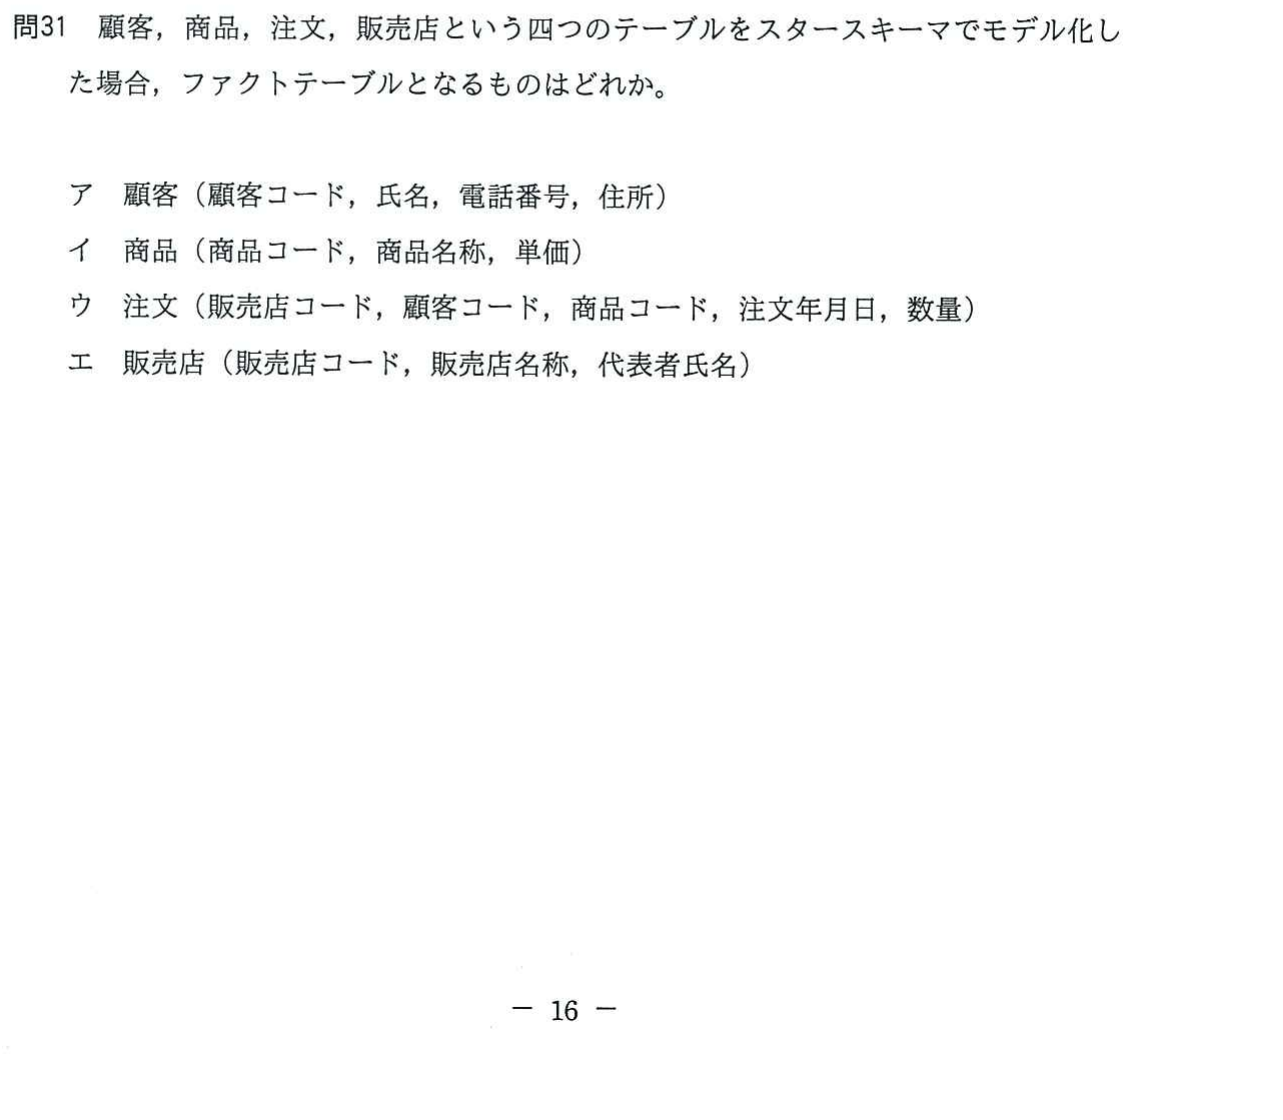 問31　顧客，商品，注文，販売店という四つのテーブルをスタースキーマでモデル化し
た場合，ファクトテーブルとなるものはどれか。
ア　顧客（顧客コード，氏名，電話番号，住所）
イ　商品（商品コード，商品名称，単価）
ウ　注文（販売店コード，顧客コード，商品コード，注文年月日，数量）
エ　販売店（販売店コード，販売店名称，代表者氏名）
－ 16 －